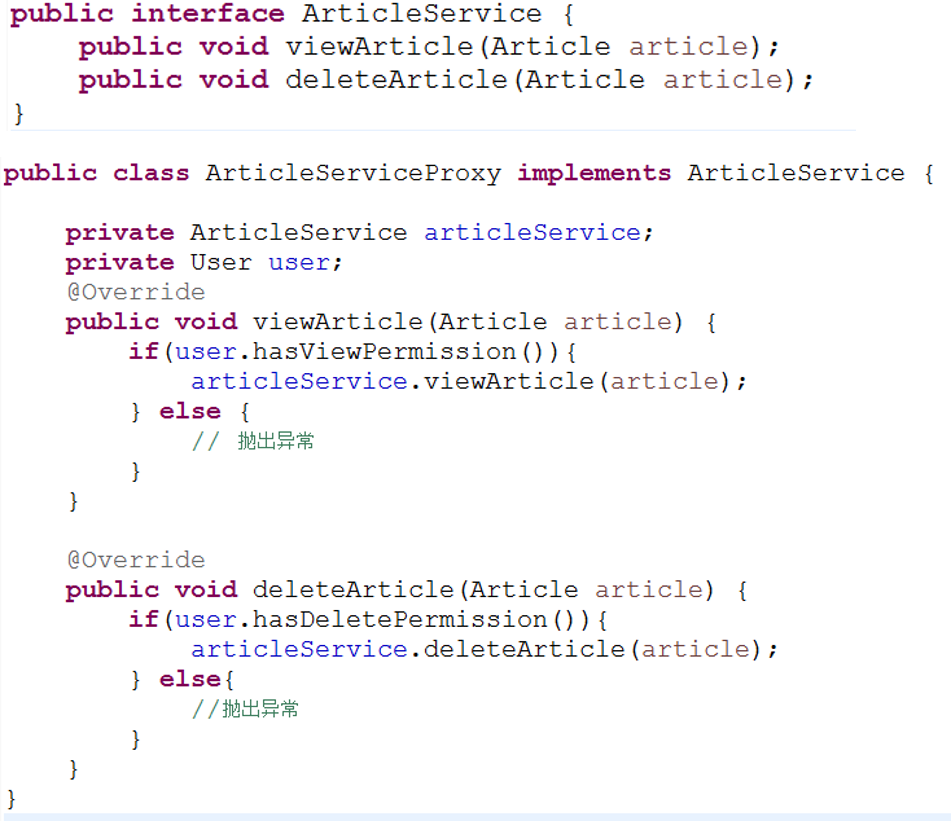 public interface ArticleService {
    public void viewArticle(Article article);
    public void deleteArticle(Article article);
}
public class ArticleServiceProxy implements ArticleService {
    private ArticleService articleService;
    private User user;
    @Override
    public void viewArticle(Article article) {
        if(user.hasViewPermission()){
            articleService.viewArticle(article);
        } else {
            // 抛出异常
        }
    }
    @Override
    public void deleteArticle(Article article) {
        if(user.hasDeletePermission()){
            articleService.deleteArticle(article);
        } else{
            //抛出异常
        }
    }
}